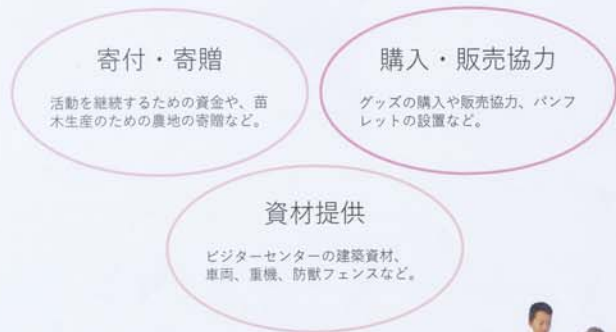 寄付・寄贈
活動を継続するための資金や、苗
木生産のための農地の寄贈など。
購入・販売協力
グッズの購入や販売協力、パンフ
レットの設置など。
資材提供
ビジターセンターの建築資材、
車両、重機、防獣フェンスなど。